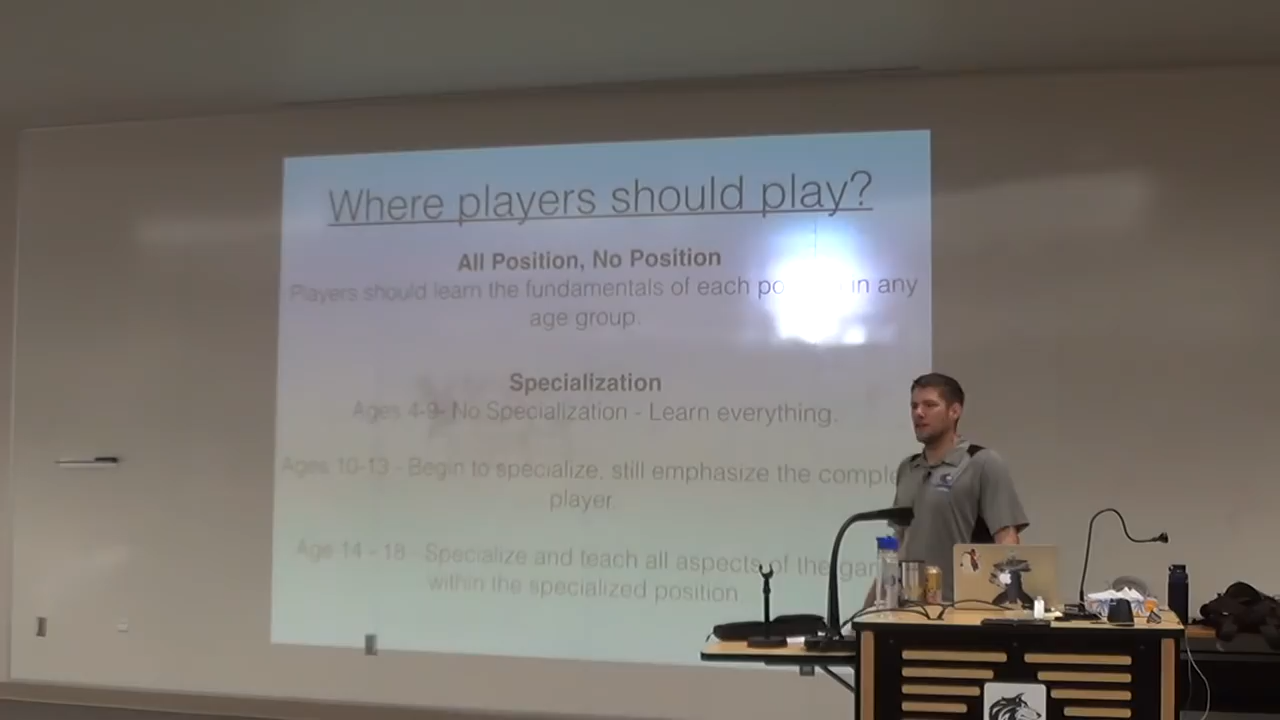 Where players should play?
All Position, No Position
Players should learn the fundamentals of each in any
age group.
Specialization
Ages 4-9- No Specialization - Learn everything.
Ages 10-13 - Begin to specialize, still emphasize the
player.
Age 14 - 18 - Specialize and teach all aspects of the
within the specialized position.